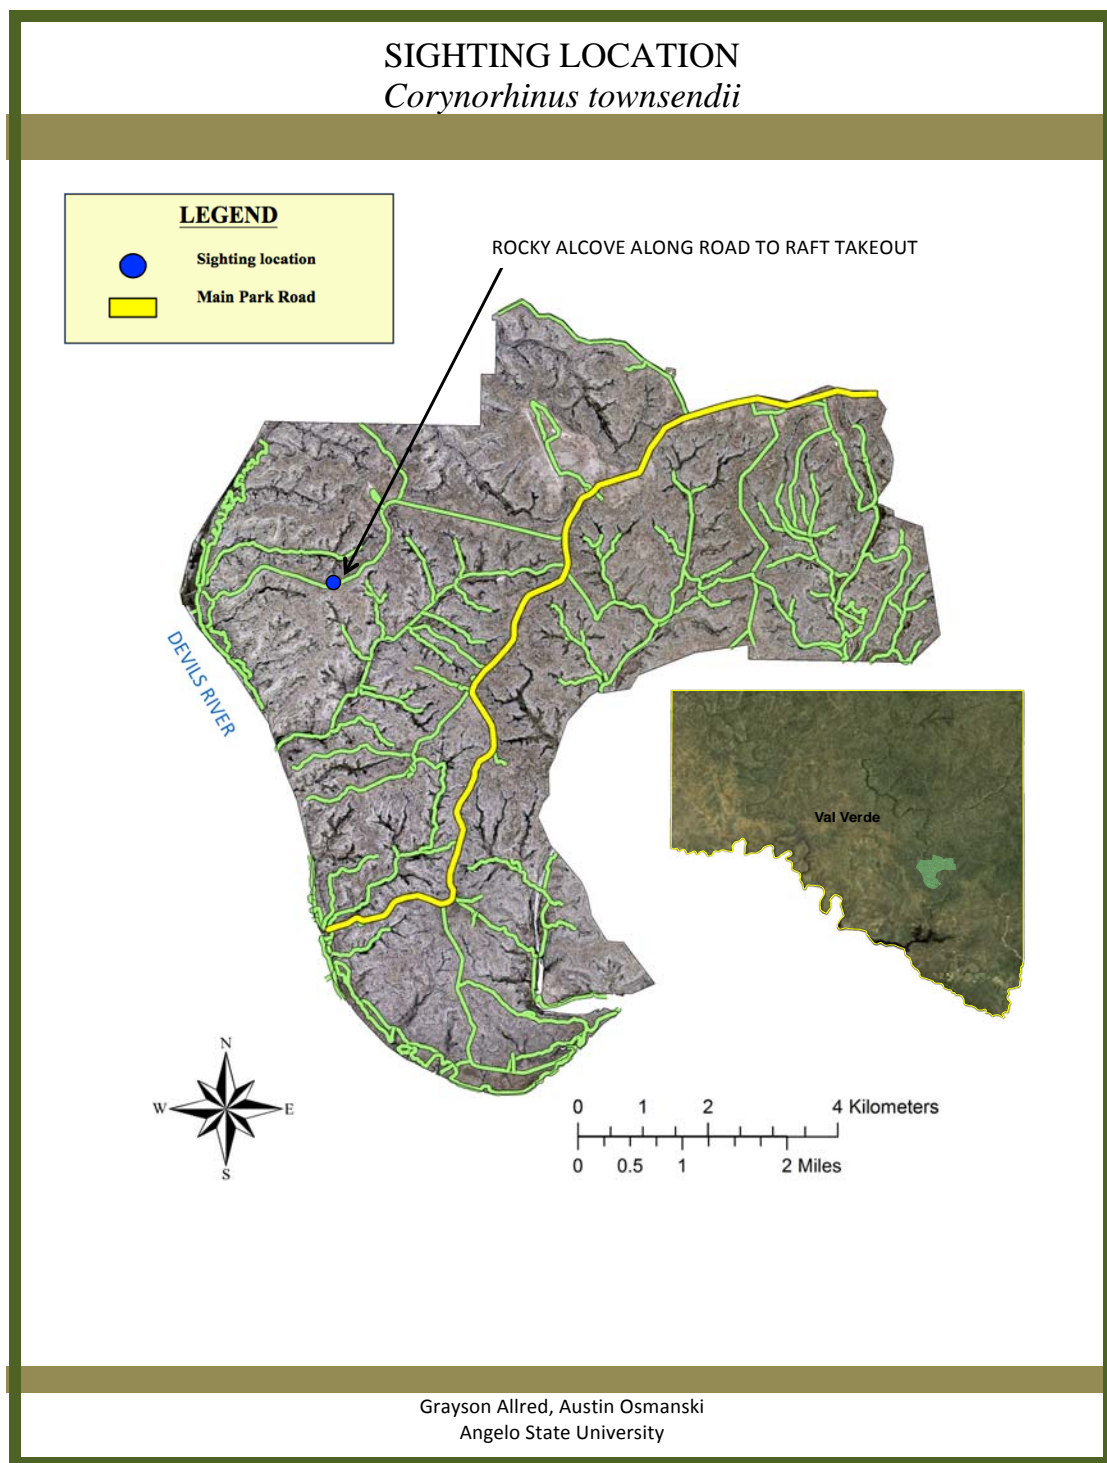 SIGHTING LOCATION
Corynorhinus townsendii
LEGEND
Sighting location
Main Park Road
ROCKY ALCOVE ALONG ROAD TO RAFT TAKEOUT
DEVILS RIVER
Val Verde
N
W E
S
0 1 2 4 Kilometers
0 0.5 1 2 Miles
Grayson Allred, Austin Osmanski
Angelo State University